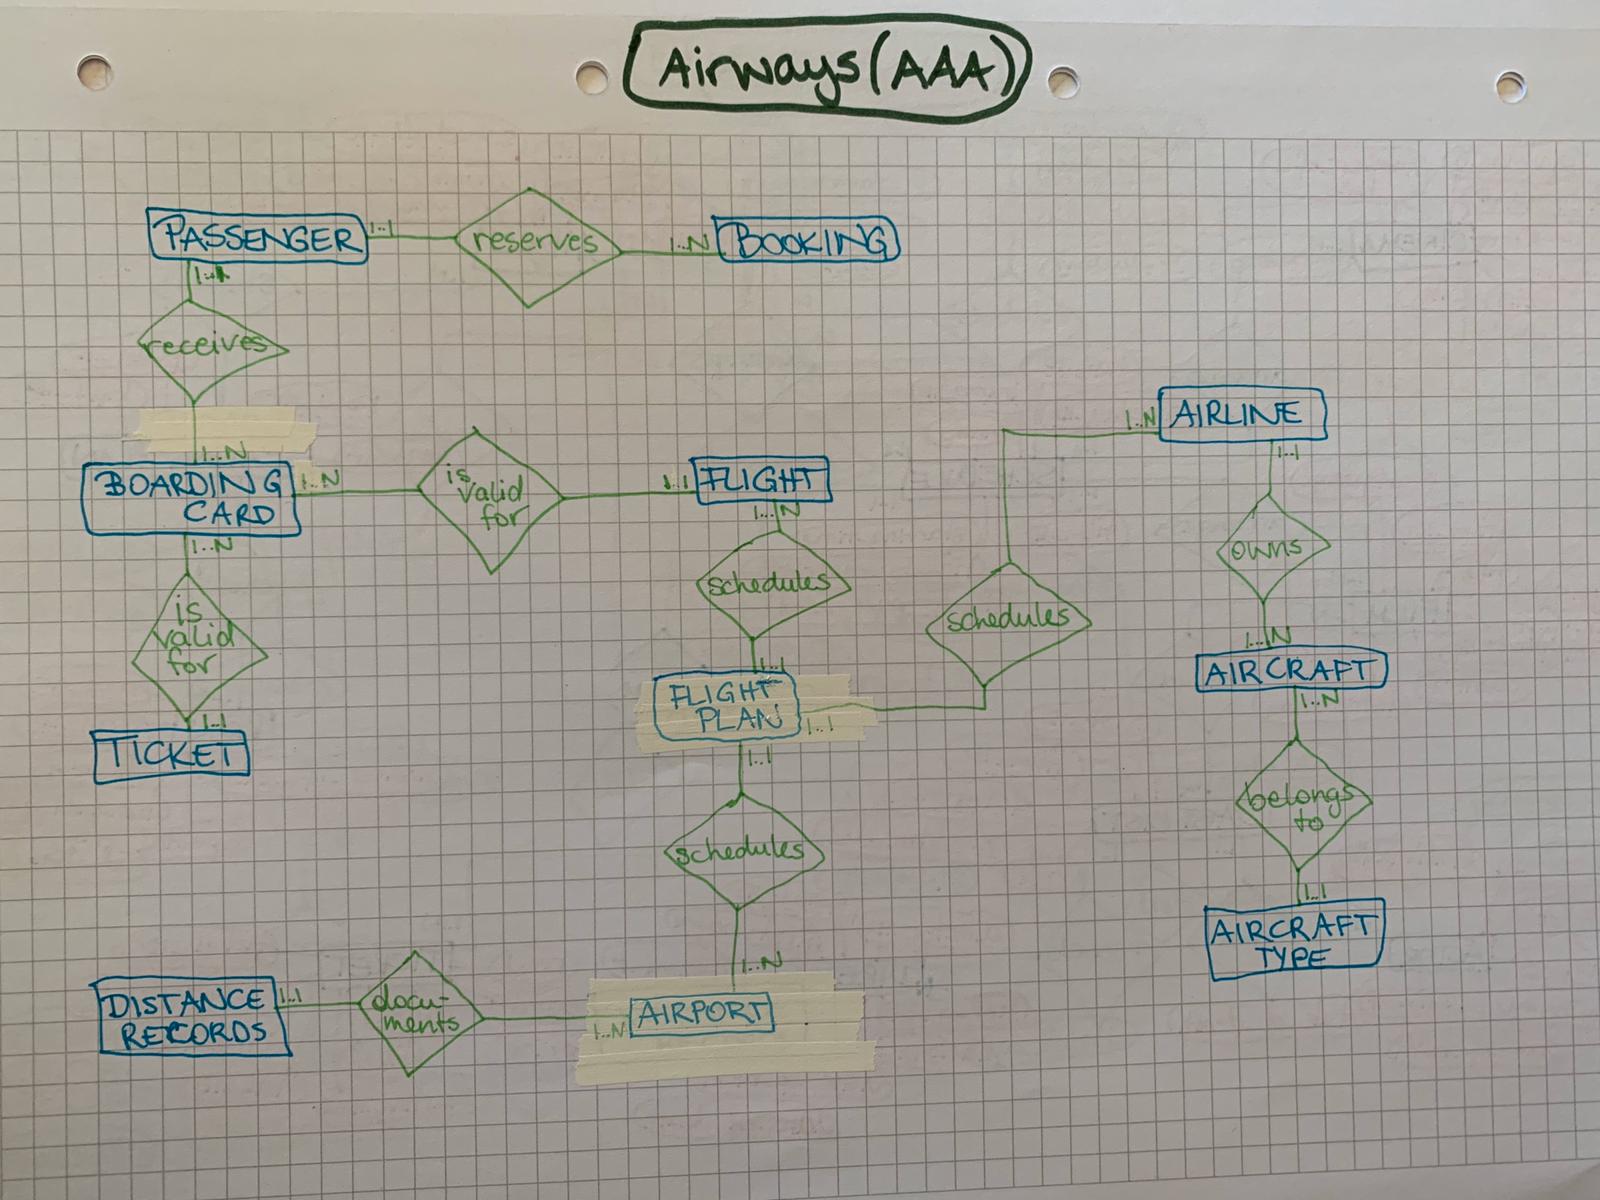 Airways (AAA)
PASSENGER
1..1
reserves
1..N
BOOKING
receives
1..N
BOARDING
CARD
1..N
is
valid
for
1..1
FLIGHT
1..N
is
valid
for
1..1
TICKET
1..N
schedules
1..1
FLIGHT
PLAN
1..1
schedules
1..N
AIRLINE
1..1
owns
1..N
AIRCRAFT
1..N
belongs
to
1..1
AIRCRAFT
TYPE
1..1
schedules
1..N
AIRPORT
1..N
docu-
ments
1..1
DISTANCE
RECORDS